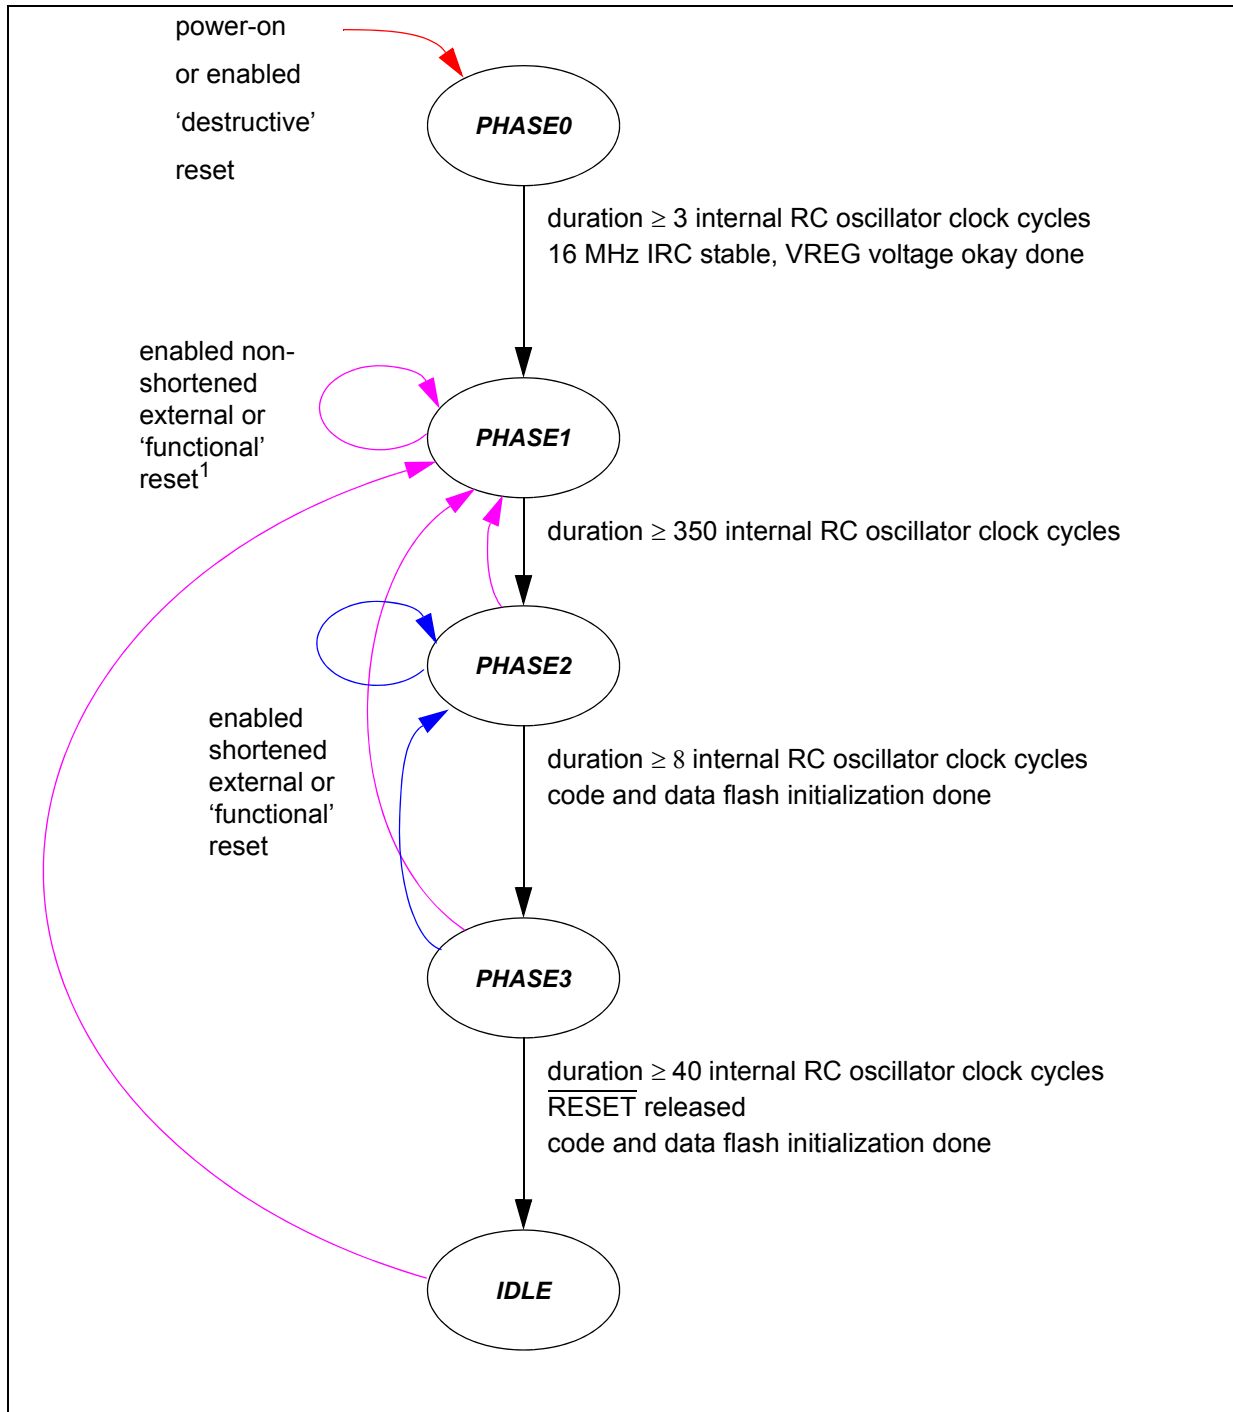 power-on
or enabled
‘destructive’
reset
PHASE0
duration ≥ 3 internal RC oscillator clock cycles
16 MHz IRC stable, VREG voltage okay done
enabled non-
shortened
external or
‘functional’
reset1
PHASE1
duration ≥ 350 internal RC oscillator clock cycles
PHASE2
enabled
shortened
external or
‘functional’
reset
duration ≥ 8 internal RC oscillator clock cycles
code and data flash initialization done
PHASE3
duration ≥ 40 internal RC oscillator clock cycles
RESET released
code and data flash initialization done
IDLE